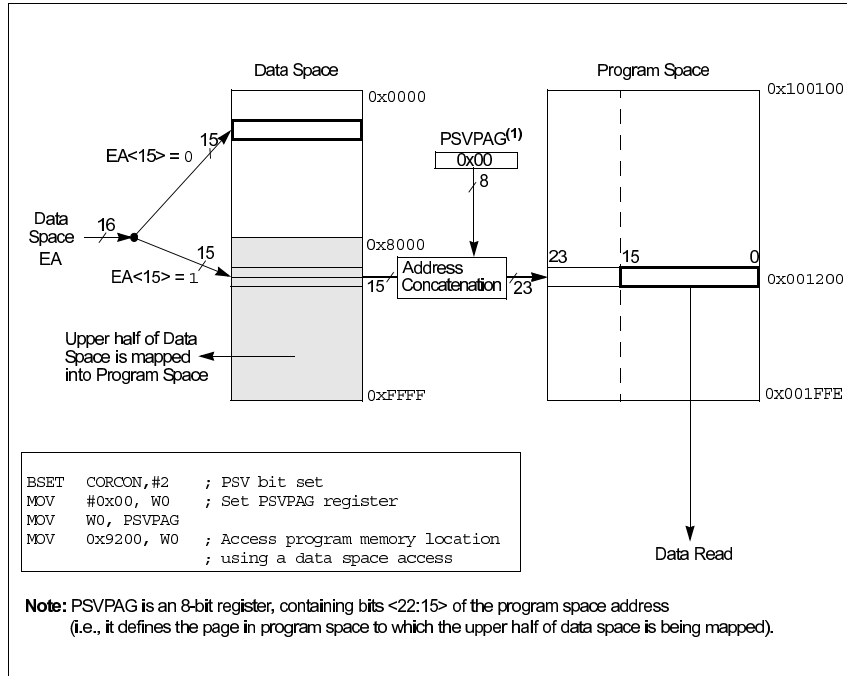 Data Space
Program Space
0x0000
0x100100
15
EA<15> = 0
PSVPAG(1)
0x00
8
Data
Space
EA
16
15
EA<15> = 1
0x8000
15
Address
Concatenation
23
23
15
0
0x001200
Upper half of Data
Space is mapped
into Program Space
0xFFFF
0x001FFE
BSET CORCON,#2 ; PSV bit set
MOV #0x00, W0 ; Set PSVPAG register
MOV W0, PSVPAG
MOV 0x9200, W0 ; Access program memory location
; using a data space access
Data Read
Note: PSVPAG is an 8-bit register, containing bits <22:15> of the program space address
(i.e., it defines the page in program space to which the upper half of data space is being mapped).